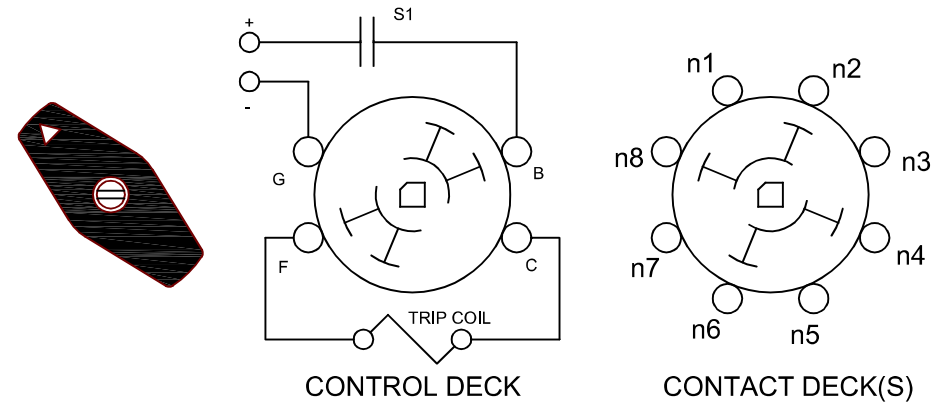 S1
+
-
G
B
F
C
TRIP COIL
CONTROL DECK
n1
n2
n8
n3
n7
n4
n6
n5
CONTACT DECK(S)